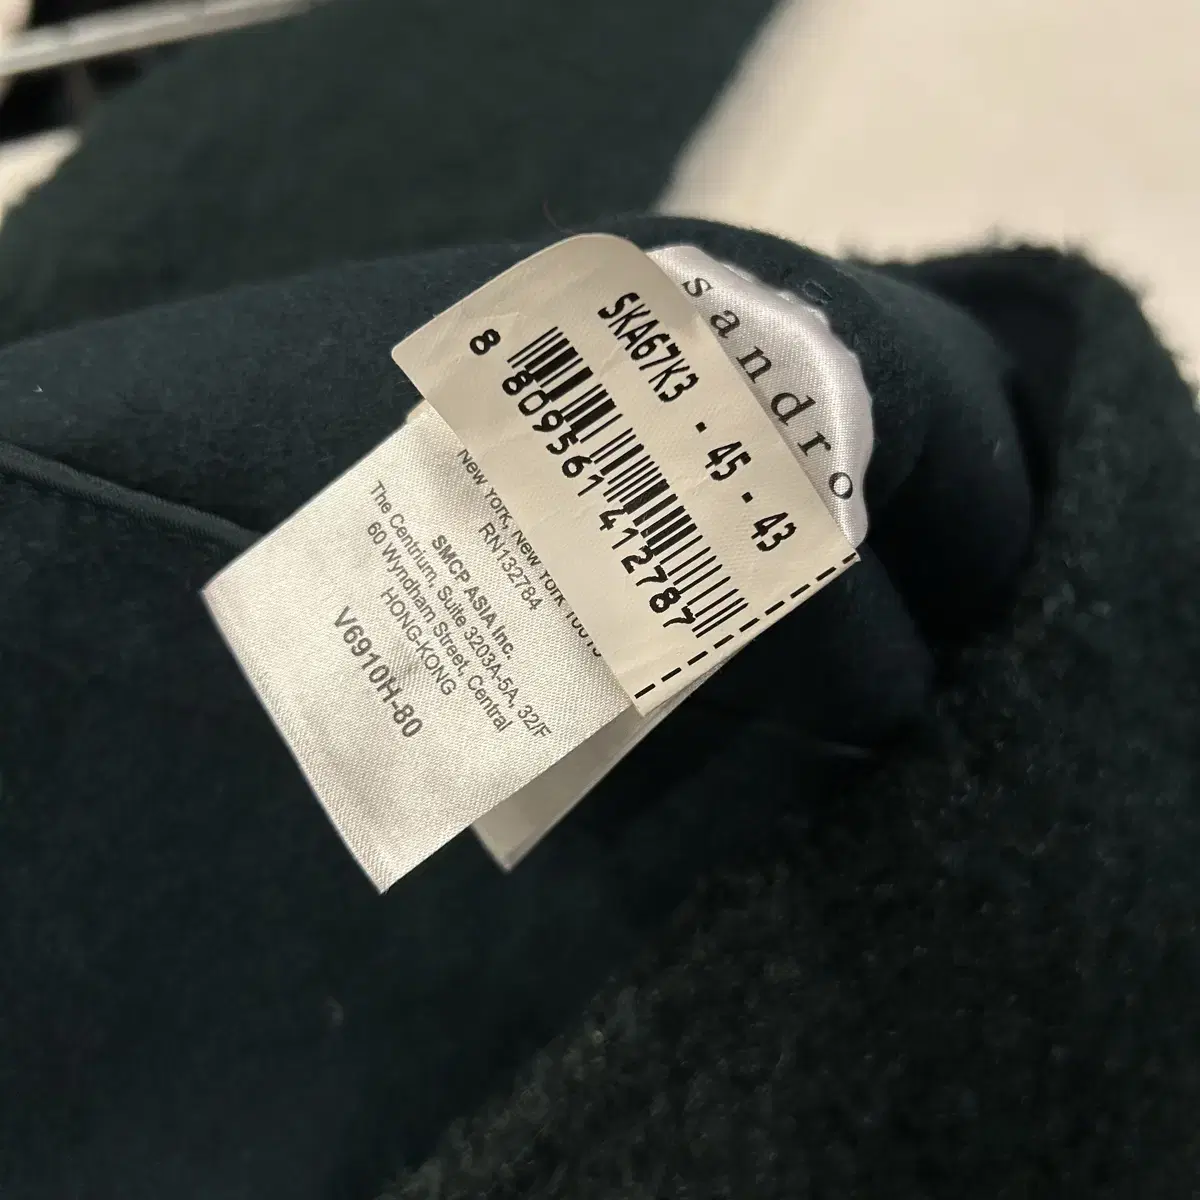 sandro
SKA67K3 - 45 - 43
8 809561 412787
New York, New York 10013
RN132784
SMCP ASIA Inc.
The Centrium, Suite 3203A-5A, 32/F
60 Wyndham Street, Central
HONG-KONG
V6910H-80